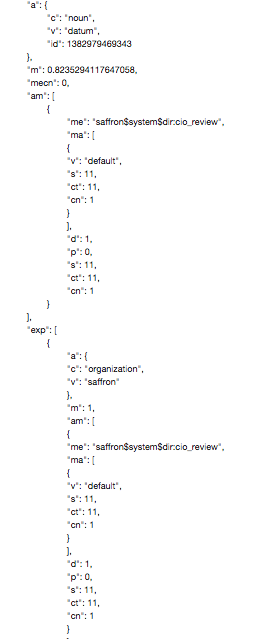 "a": {
"c": "noun",
"v": "datum",
"id": 1382979469343
},
"m": 0.8235294117647058,
"mecn": 0,
"am": [
{
"me": "saffron$system$dir:cio_review",
"ma": [
{
"v": "default",
"s": 11,
"ct": 11,
"cn": 1
}
],
"d": 1,
"p": 0,
"s": 11,
"ct": 11,
"cn": 1
}
],
"exp": [
{
"a": {
"c": "organization",
"v": "saffron"
},
"m": 1,
"am": [
{
"me": "saffron$system$dir:cio_review",
"ma": [
{
"v": "default",
"s": 11,
"ct": 11,
"cn": 1
}
],
"d": 1,
"p": 0,
"s": 11,
"ct": 11,
"cn": 1
}